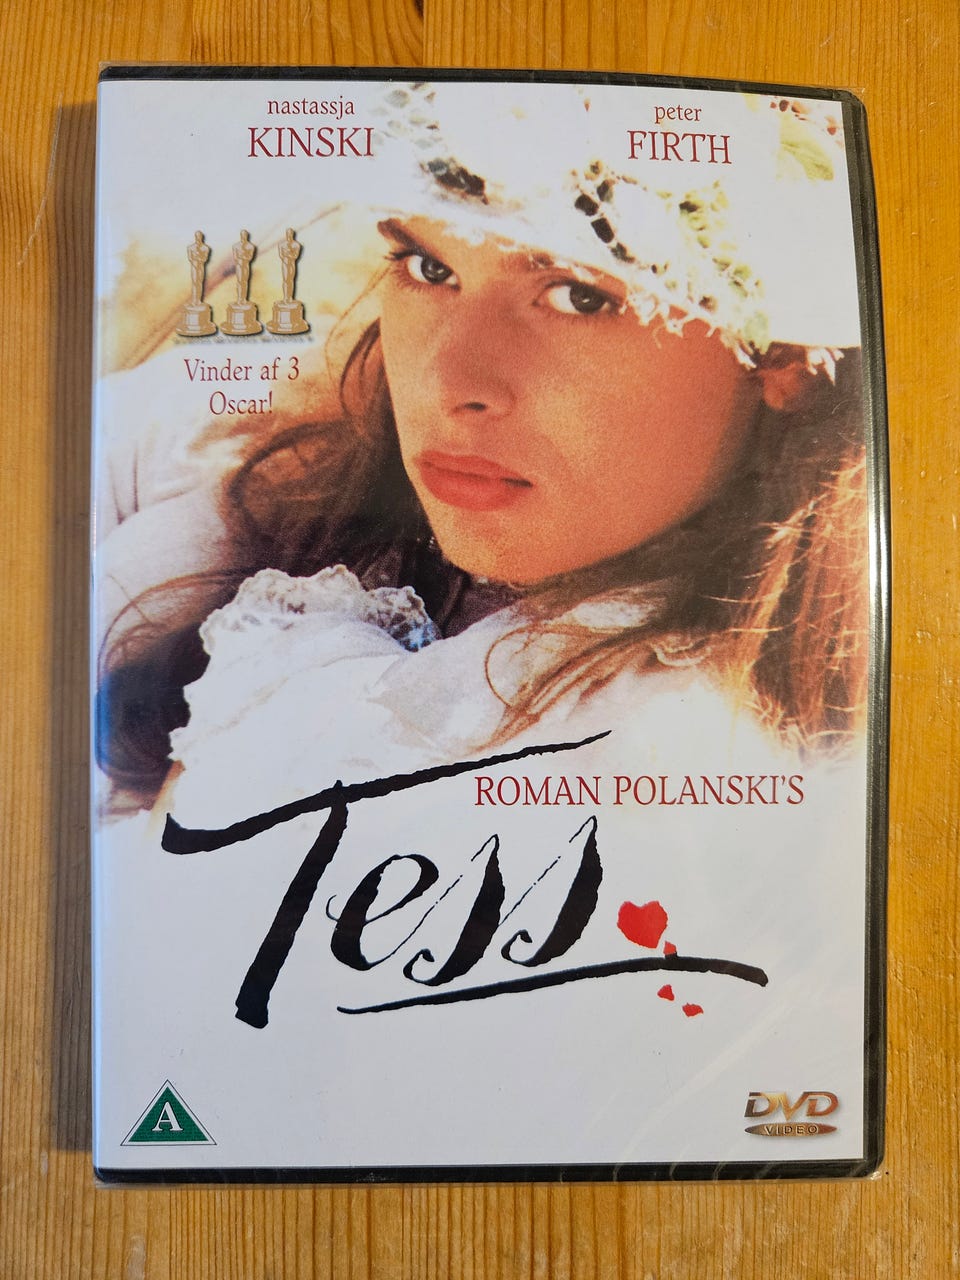 nastassja
KINSKI
peter
FIRTH
Vinder af 3
Oscar!
ROMAN POLANSKI'S
Tess
A
DVD
VIDEO